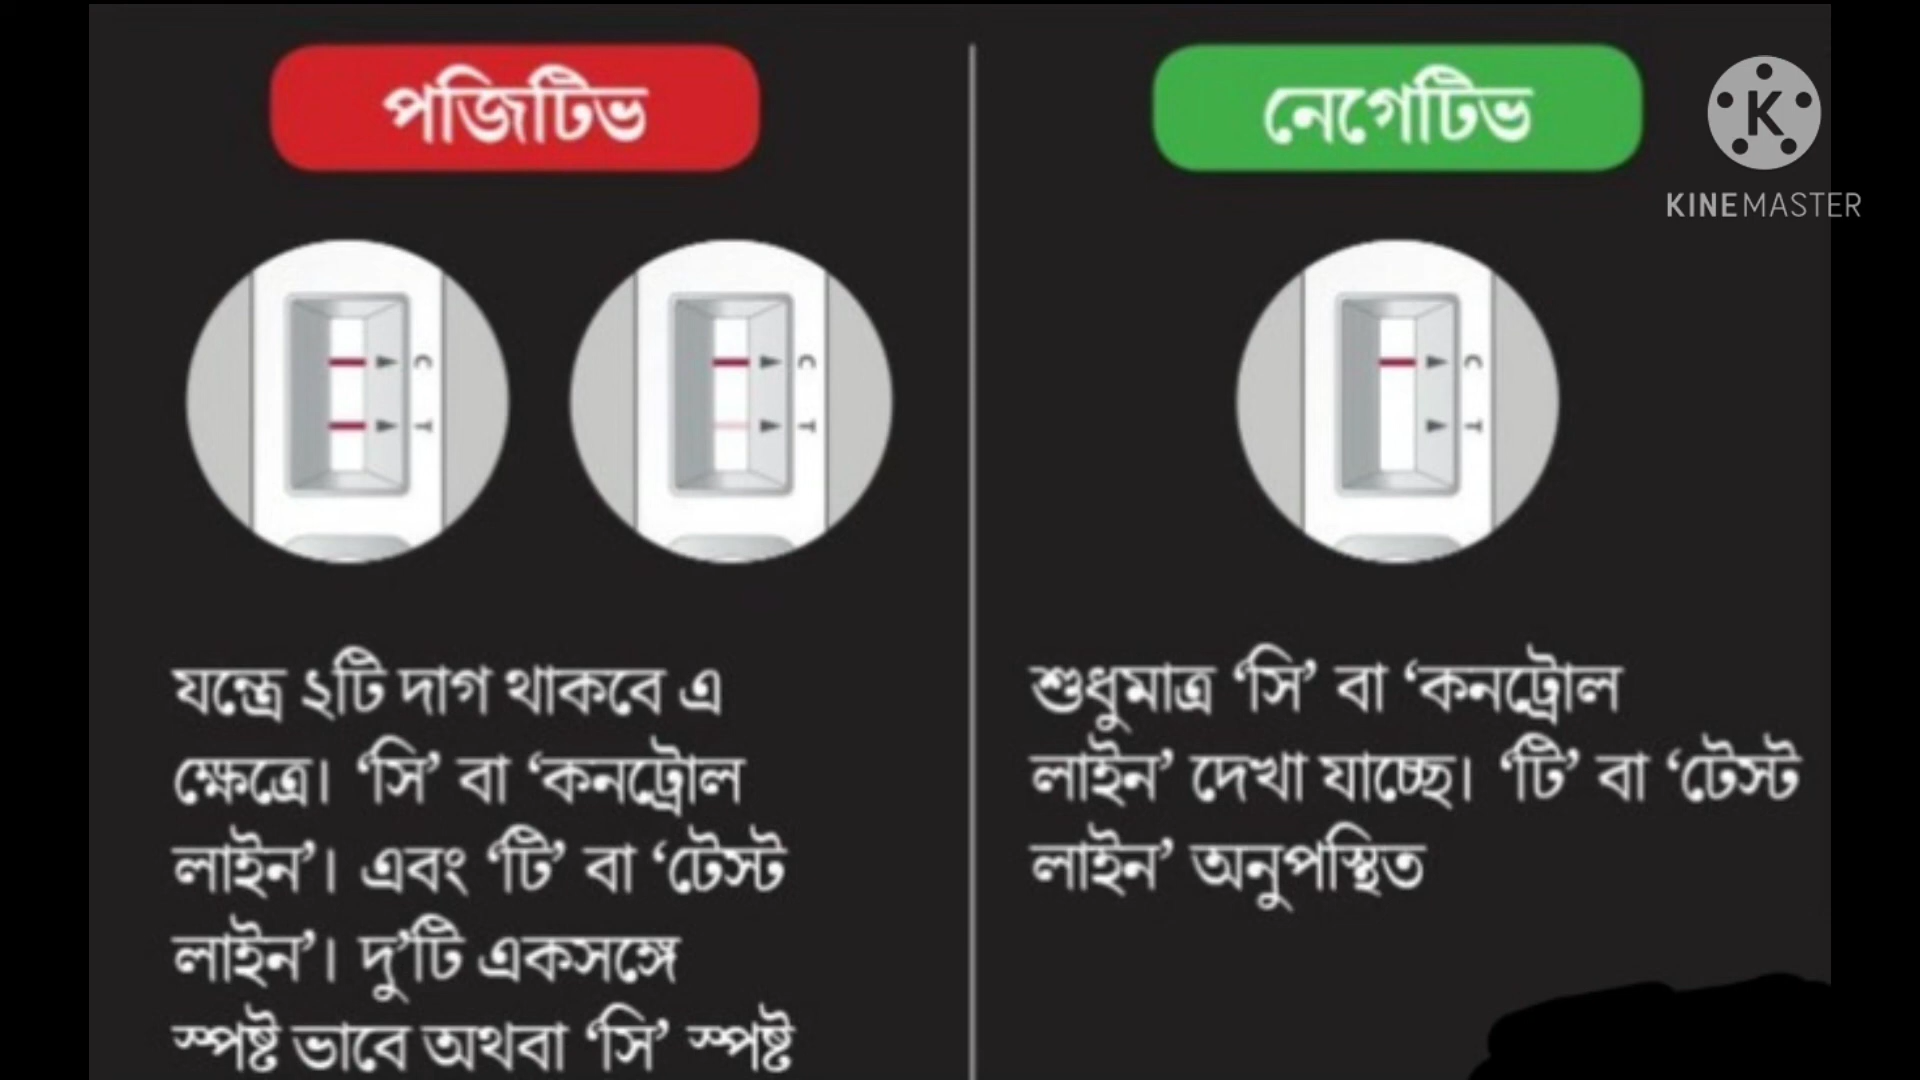 পজিটিভ
যন্ত্রে ২টি দাগ থাকবে এ
ক্ষেত্রে। ‘সি’ বা ‘কনট্রোল
লাইন’। এবং ‘টি’ বা ‘টেস্ট
লাইন’। দু’টি একসঙ্গে
স্পষ্ট ভাবে অথবা ‘সি’ স্পষ্ট
C
T
C
T
নেগেটিভ
C
T
শুধুমাত্র ‘সি’ বা ‘কনট্রোল
লাইন’ দেখা যাচ্ছে। ‘টি’ বা ‘টেস্ট
লাইন’ অনুপস্থিত
K
KINEMASTER